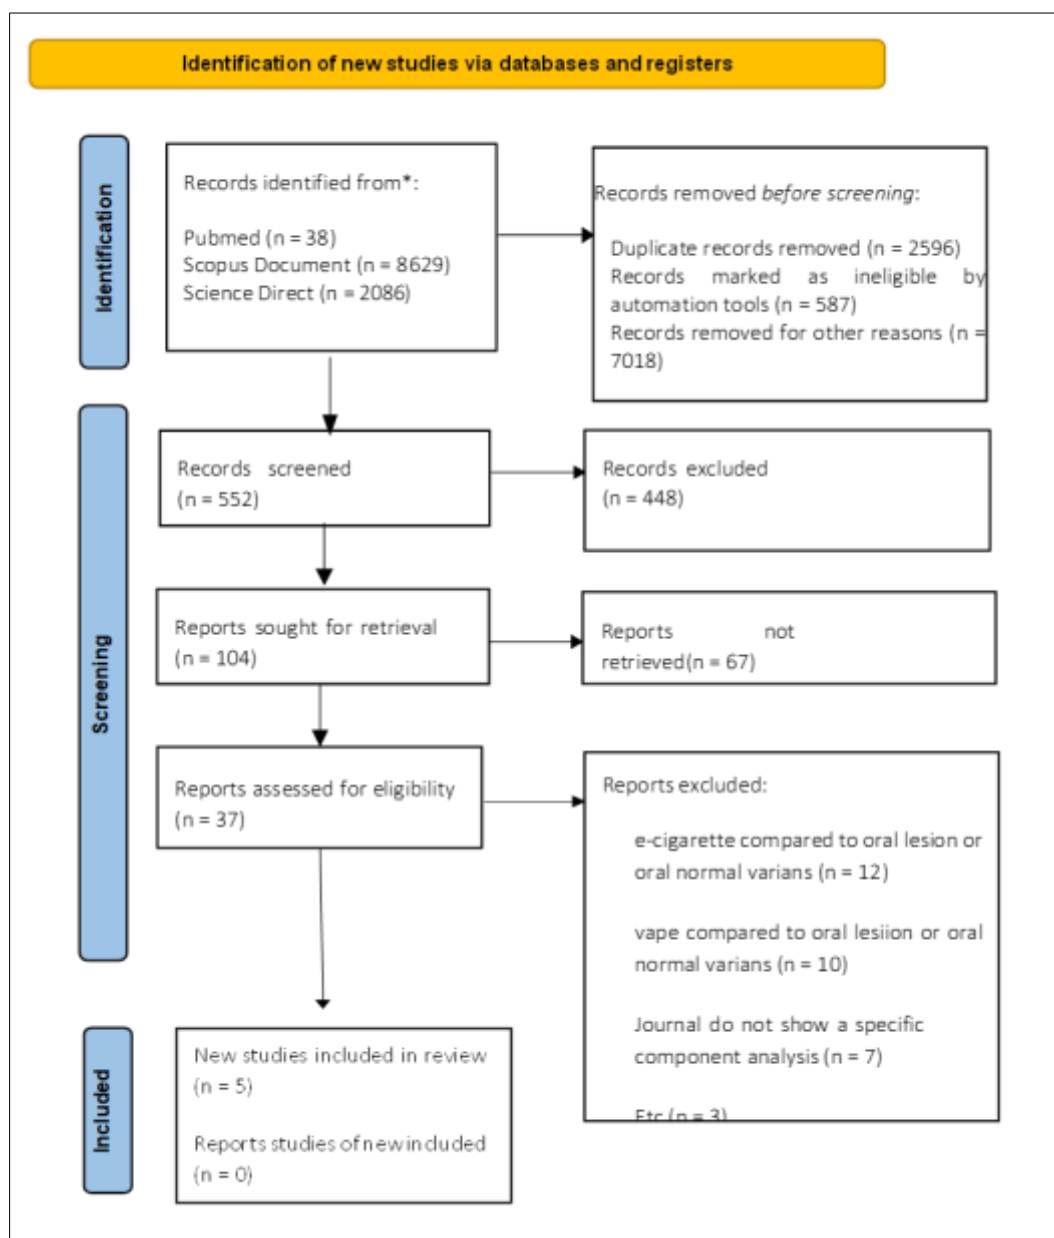 Identification of new studies via databases and registers
Identification
Records identified from*:
Pubmed (n = 38)
Scopus Document (n = 8629)
Science Direct (n = 2086)
Records removed before screening:
Duplicate records removed (n = 2596)
Records marked as ineligible by
automation tools (n = 587)
Records removed for other reasons (n =
7018)
Screening
Records screened
(n = 552)
Records excluded
(n = 448)
Reports sought for retrieval
(n = 104)
Reports not
retrieved(n = 67)
Reports assessed for eligibility
(n = 37)
Reports excluded:
e-cigarette compared to oral lesion or
oral normal varians (n = 12)
vape compared to oral lesiion or oral
normal varians (n = 10)
Journal do not show a specific
component analysis (n = 7)
Etc (n = 3)
Included
New studies included in review
(n = 5)
Reports studies of new included
(n = 0)